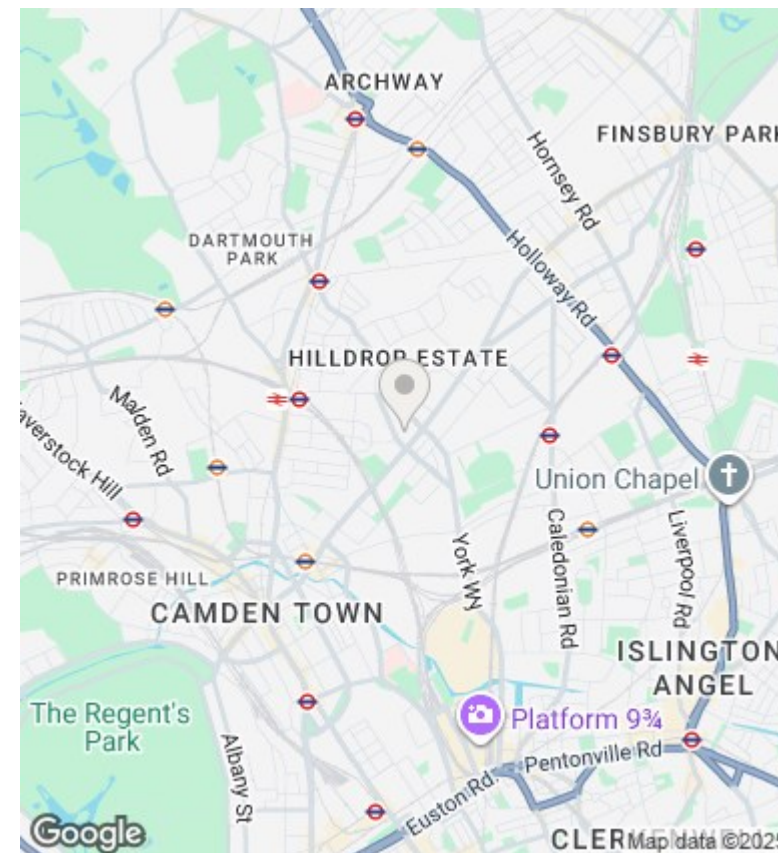 ARCHWAY
FINSBURY PARK
Hornsey Rd
DARTMOUTH
PARK
Holloway Rd
HILLDROP ESTATE
Malden Rd
Haverstock Hill
Union Chapel
Liverpool Rd
Caledonian Rd
York Wy
PRIMROSE HILL
CAMDEN TOWN
ISLINGTON
ANGEL
The Regent's
Park
Platform 9¾
Albany St
Pentonville Rd
Euston Rd
Google
CLERKENWELL
Map data ©2025